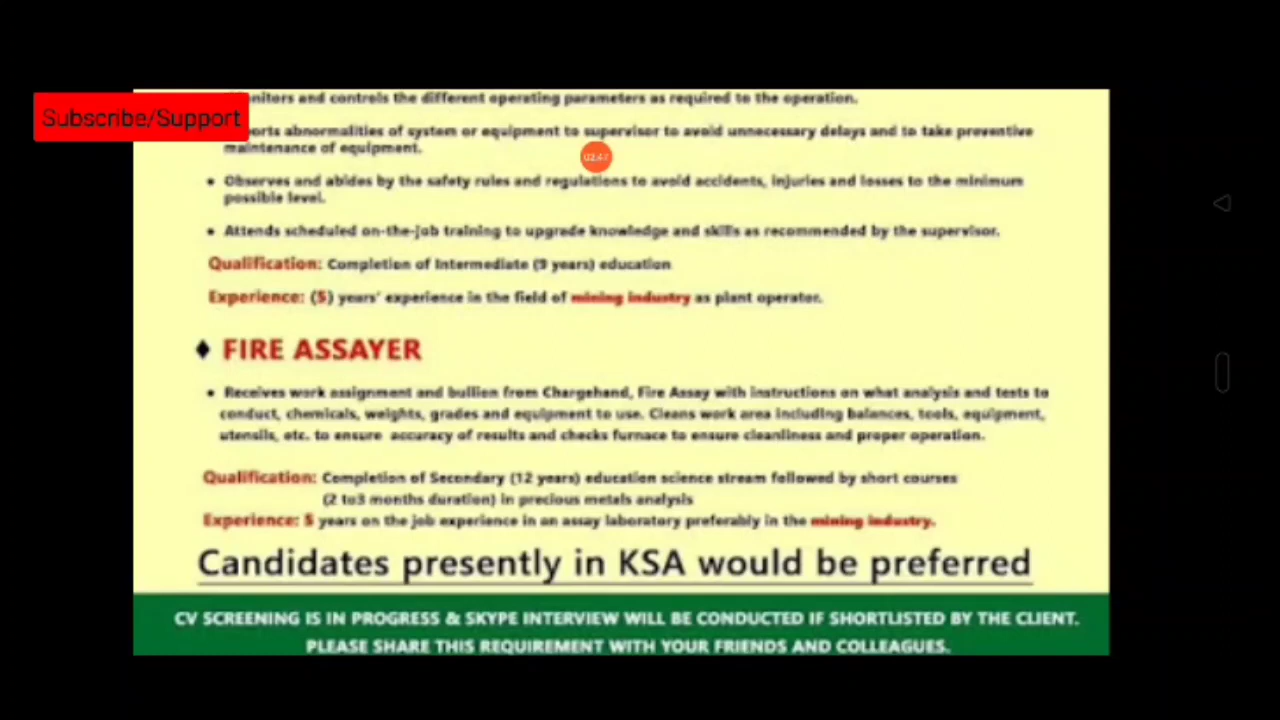 Subscribe/Support
nitors and controls the different operating parameters as required to the operation.
ports abnormalities of system or equipment to supervisor to avoid unnecessary delays and to take preventive
maintenance of equipment.
02:47
• Observes and abides by the safety rules and regulations to avoid accidents, injuries and losses to the minimum
possible level.
• Attends scheduled on-the-job training to upgrade knowledge and skills as recommended by the supervisor.
Qualification: Completion of Intermediate (9 years) education
Experience: (5) years' experience in the field of mining industry as plant operator.
♦ FIRE ASSAYER
• Receives work assignment and bullion from Chargehand, Fire Assay with instructions on what analysis and tests to
conduct, chemicals, weights, grades and equipment to use. Cleans work area including balances, tools, equipment,
utensils, etc. to ensure accuracy of results and checks furnace to ensure cleanliness and proper operation.
Qualification: Completion of Secondary (12 years) education science stream followed by short courses
(2 to3 months duration) in precious metals analysis
Experience: 5 years on the job experience in an assay laboratory preferably in the mining industry.
Candidates presently in KSA would be preferred
CV SCREENING IS IN PROGRESS & SKYPE INTERVIEW WILL BE CONDUCTED IF SHORTLISTED BY THE CLIENT.
PLEASE SHARE THIS REQUIREMENT WITH YOUR FRIENDS AND COLLEAGUES.